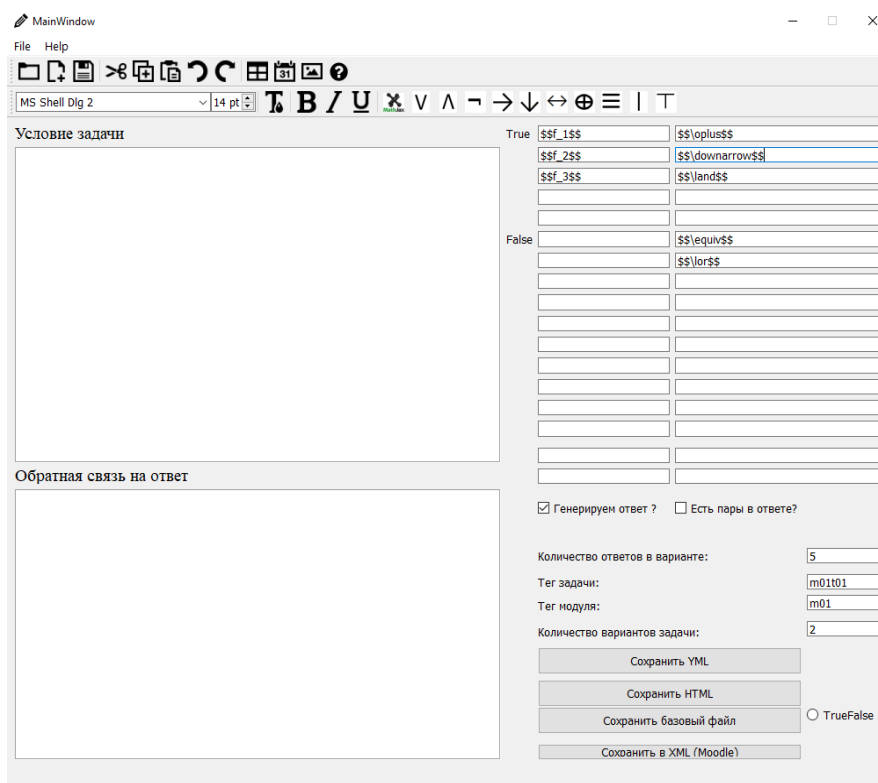 MainWindow
File Help
31
MS Shell Dlg 2 14 pt B I U MathJax V Λ ¬ → ↓ ↔ ⊕ ≡ | ⊤
Условие задачи
True $$f_1$$ $$\oplus$$
$$f_2$$ $$\downarrow$$
$$f_3$$ $$\land$$
False $$\equiv$$
$$\lor$$
Обратная связь на ответ
Генерируем ответ ? Есть пары в ответе?
Количество ответов в варианте: 5
Тег задачи: m01t01
Тег модуля: m01
Количество вариантов задачи: 2
Сохранить YML
Сохранить HTML
Сохранить базовый файл TrueFalse
Сохранить в XML (Moodle)